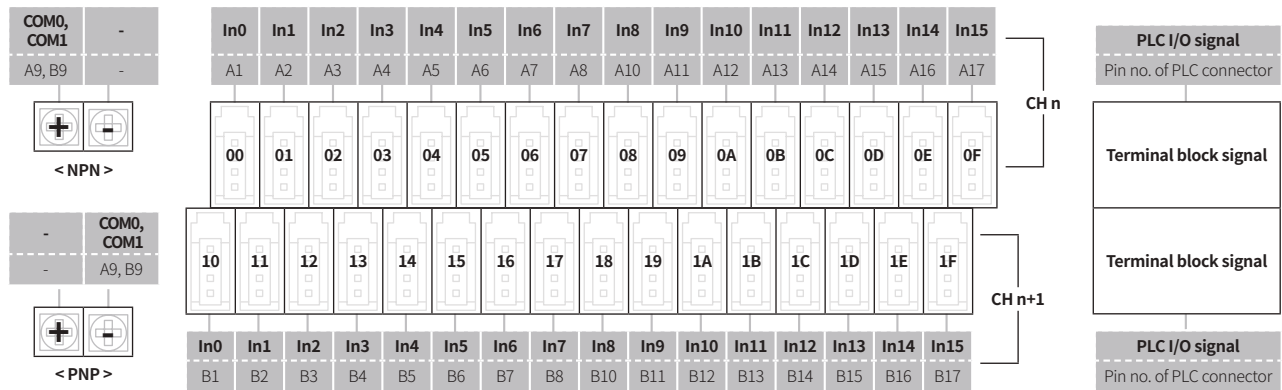 COM0, COM1 -
A9, B9 -
+ -
< NPN >
- COM0, COM1
- A9, B9
+ -
< PNP >
In0 In1 In2 In3 In4 In5 In6 In7 In8 In9 In10 In11 In12 In13 In14 In15
A1 A2 A3 A4 A5 A6 A7 A8 A10 A11 A12 A13 A14 A15 A16 A17
CH n
00 01 02 03 04 05 06 07 08 09 0A 0B 0C 0D 0E 0F
10 11 12 13 14 15 16 17 18 19 1A 1B 1C 1D 1E 1F
CH n+1
In0 In1 In2 In3 In4 In5 In6 In7 In8 In9 In10 In11 In12 In13 In14 In15
B1 B2 B3 B4 B5 B6 B7 B8 B10 B11 B12 B13 B14 B15 B16 B17
PLC I/O signal
Pin no. of PLC connector
Terminal block signal
Terminal block signal
PLC I/O signal
Pin no. of PLC connector